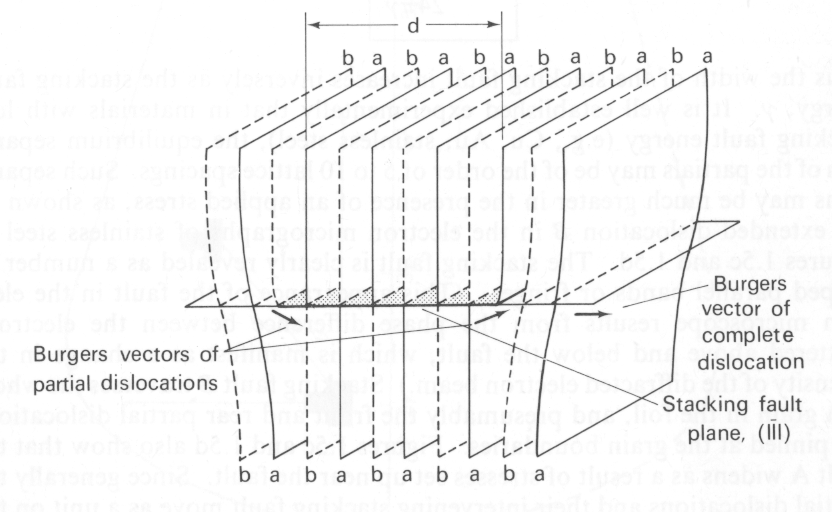 d
b a b a b a b a b a b a
Burgers
vector of
complete
dislocation
Burgers vectors of
partial dislocations
Stacking fault
plane, (11̄1)
b a b a b a b a b a